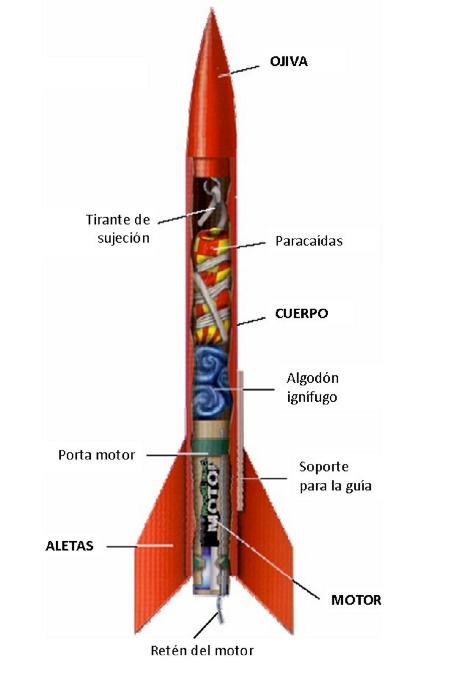 OJIVA
Tirante de
sujeción
Paracaídas
CUERPO
Algodón
ignífugo
Porta motor
Soporte
para la guía
MOTOR
ALETAS
MOTOR
Retén del motor